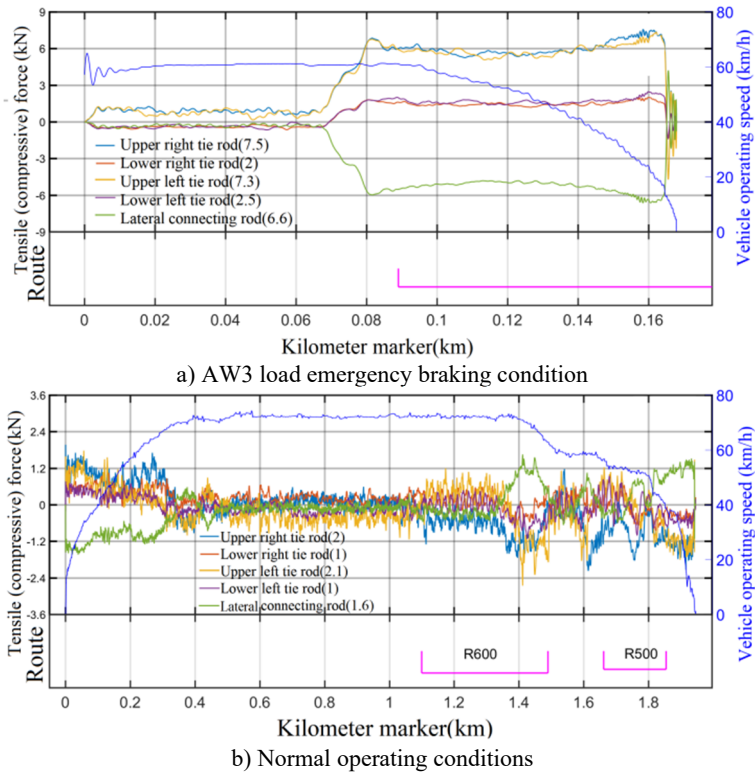 Tensile (compressive) force (kN)
9
6
3
0
-3
-6
-9
Upper right tie rod(7.5)
Lower right tie rod(2)
Upper left tie rod(7.3)
Lower left tie rod(2.5)
Lateral connecting rod(6.6)
80
60
40
20
0
Vehicle operating speed (km/h)
Route
0 0.02 0.04 0.06 0.08 0.1 0.12 0.14 0.16
Kilometer marker(km)
a) AW3 load emergency braking condition
Tensile (compressive) force(kN)
3.6
2.4
1.2
0
-1.2
-2.4
-3.6
Upper right tie rod(2)
Lower right tie rod(1)
Upper left tie rod(2.1)
Lower left tie rod(1)
Lateral connecting rod(1.6)
80
60
40
20
0
Vehicle operating speed (km/h)
Route
R600 R500
0 0.2 0.4 0.6 0.8 1 1.2 1.4 1.6 1.8
Kilometer marker(km)
b) Normal operating conditions